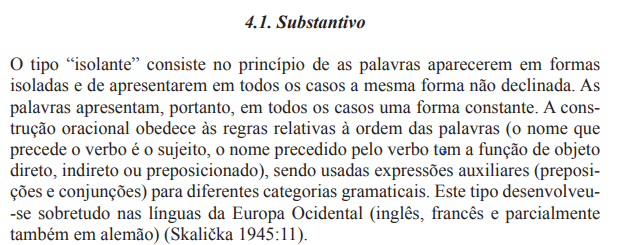 4.1. Substantivo
O tipo “isolante” consiste no princípio de as palavras aparecerem em formas
isoladas e de apresentarem em todos os casos a mesma forma não declinada. As
palavras apresentam, portanto, em todos os casos uma forma constante. A cons-
trução oracional obedece às regras relativas à ordem das palavras (o nome que
precede o verbo é o sujeito, o nome precedido pelo verbo tem a função de objeto
direto, indireto ou preposicionado), sendo usadas expressões auxiliares (preposi-
ções e conjunções) para diferentes categorias gramaticais. Este tipo desenvolveu-
-se sobretudo nas línguas da Europa Ocidental (inglês, francês e parcialmente
também em alemão) (Skalička 1945:11).